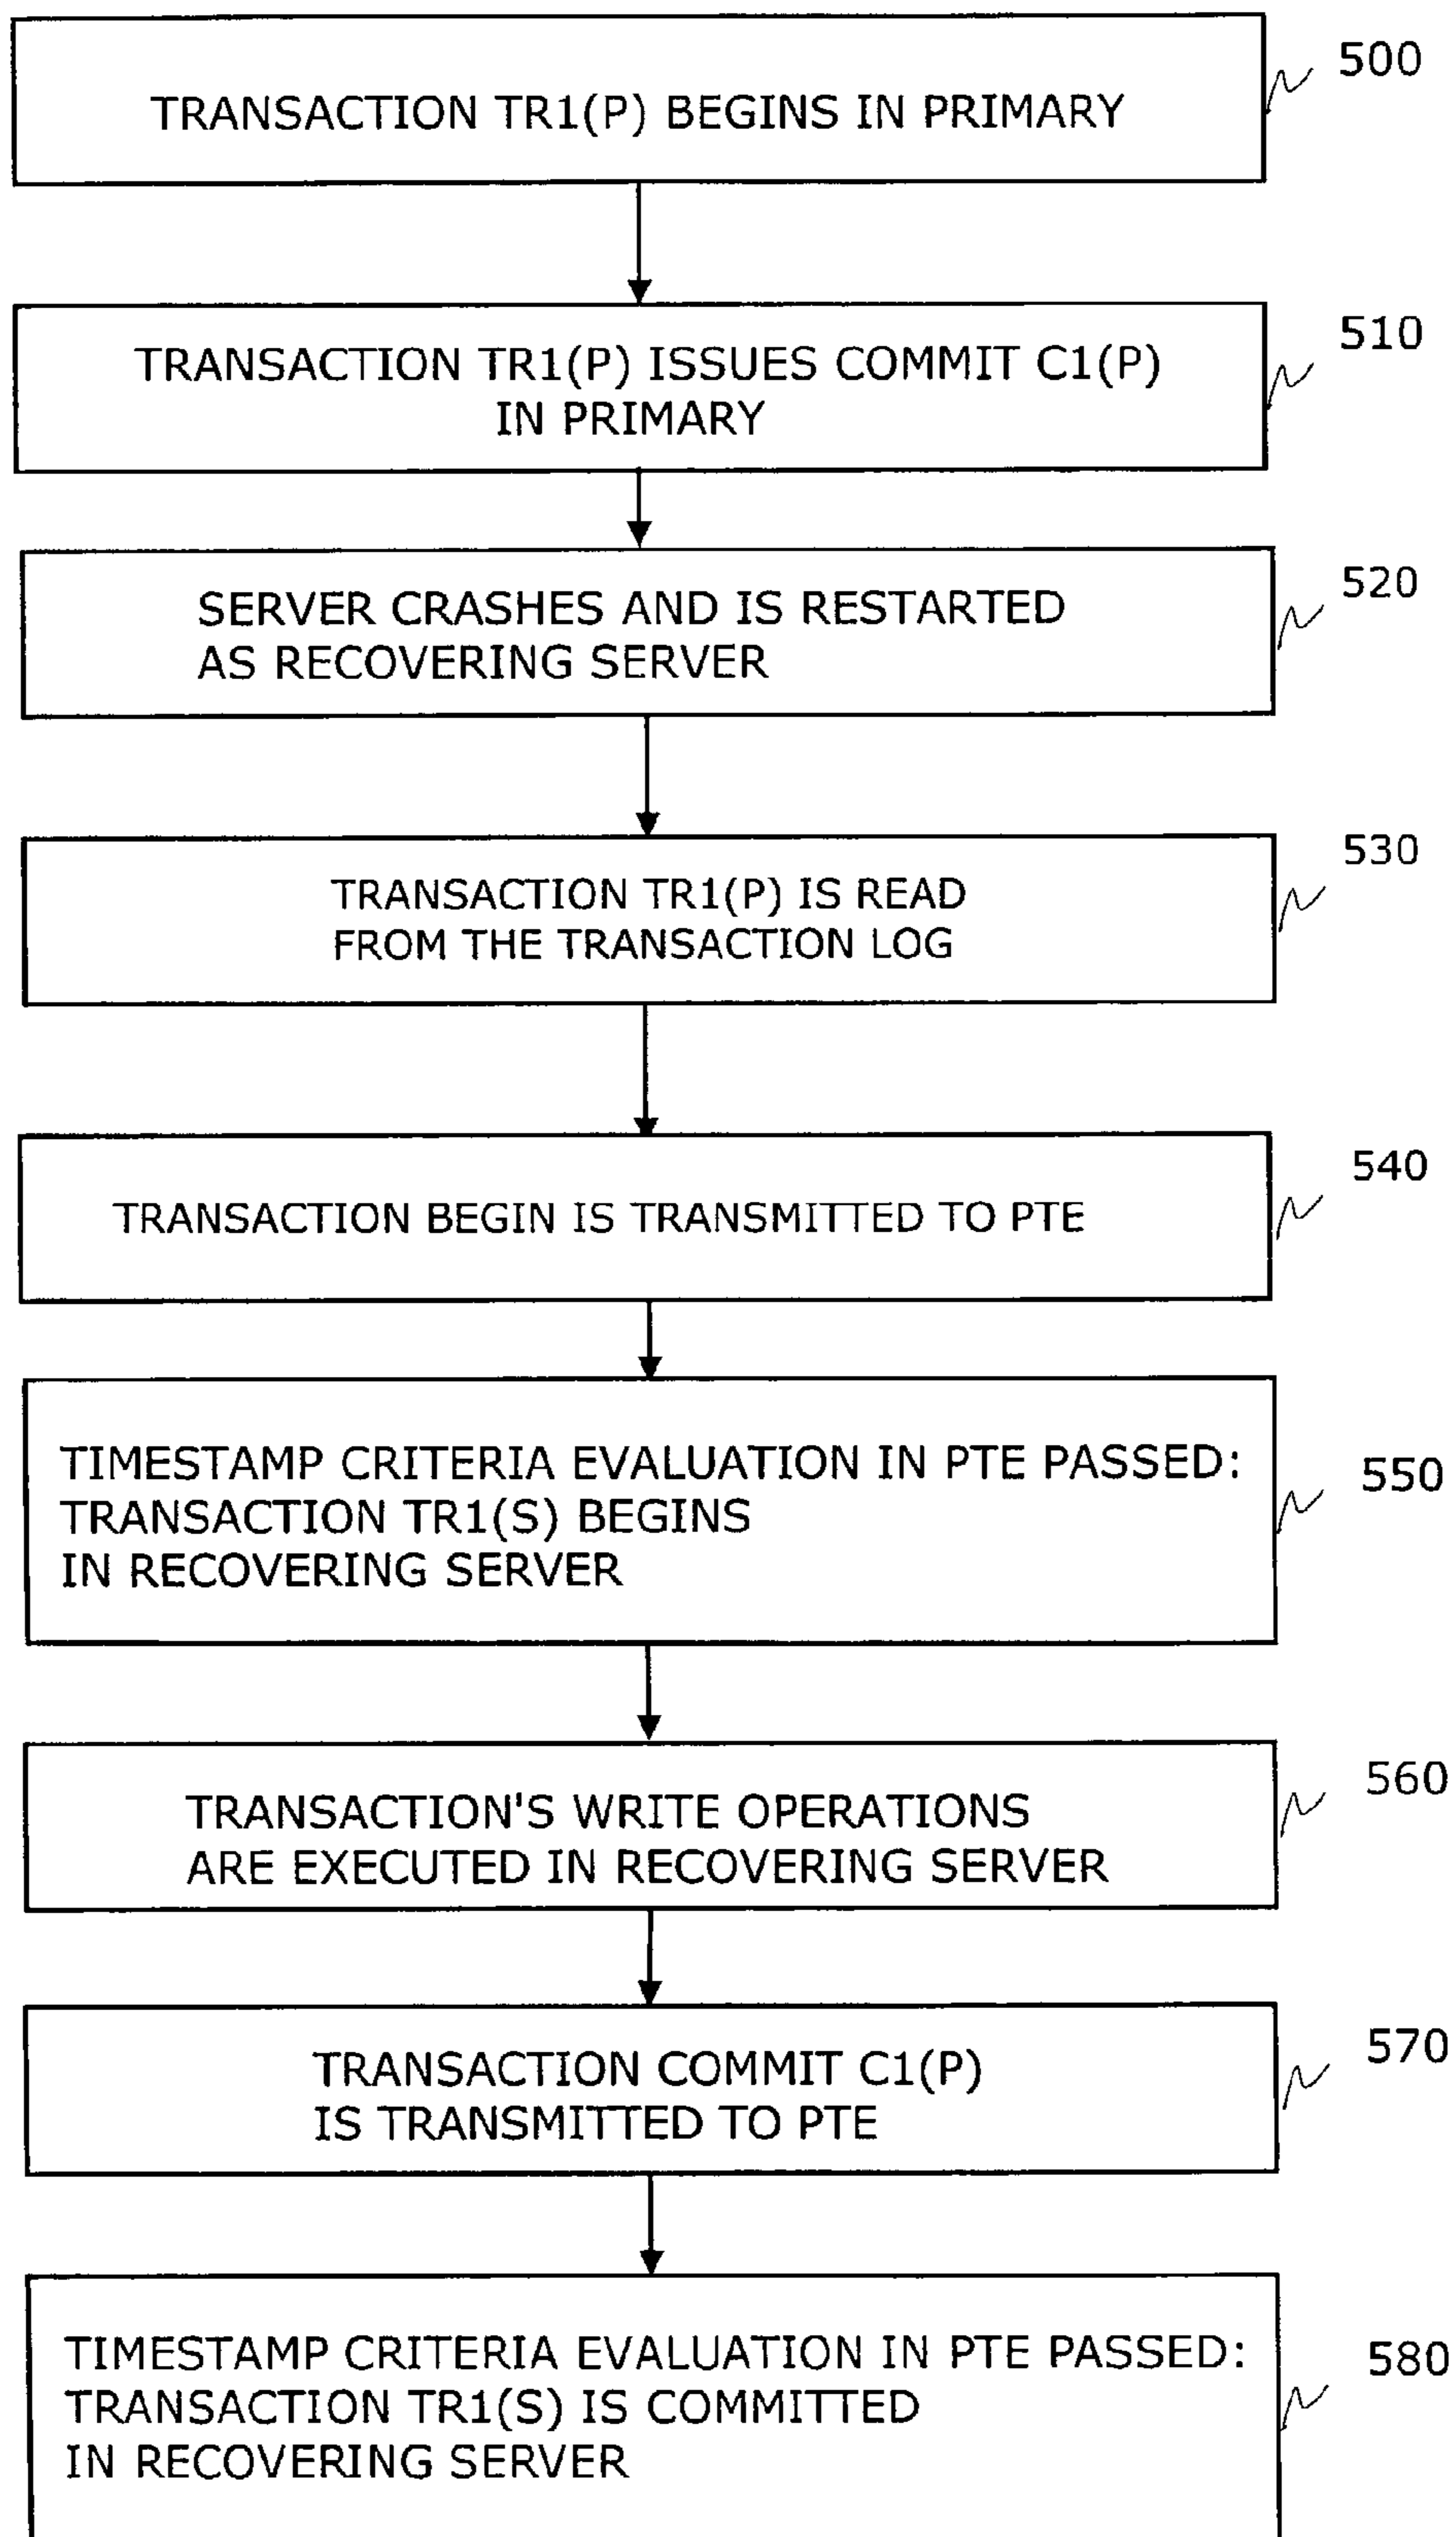 500
TRANSACTION TR1(P) BEGINS IN PRIMARY
510
TRANSACTION TR1(P) ISSUES COMMIT C1(P)
IN PRIMARY
520
SERVER CRASHES AND IS RESTARTED
AS RECOVERING SERVER
530
TRANSACTION TR1(P) IS READ
FROM THE TRANSACTION LOG
540
TRANSACTION BEGIN IS TRANSMITTED TO PTE
550
TIMESTAMP CRITERIA EVALUATION IN PTE PASSED:
TRANSACTION TR1(S) BEGINS
IN RECOVERING SERVER
560
TRANSACTION'S WRITE OPERATIONS
ARE EXECUTED IN RECOVERING SERVER
570
TRANSACTION COMMIT C1(P)
IS TRANSMITTED TO PTE
580
TIMESTAMP CRITERIA EVALUATION IN PTE PASSED:
TRANSACTION TR1(S) IS COMMITTED
IN RECOVERING SERVER